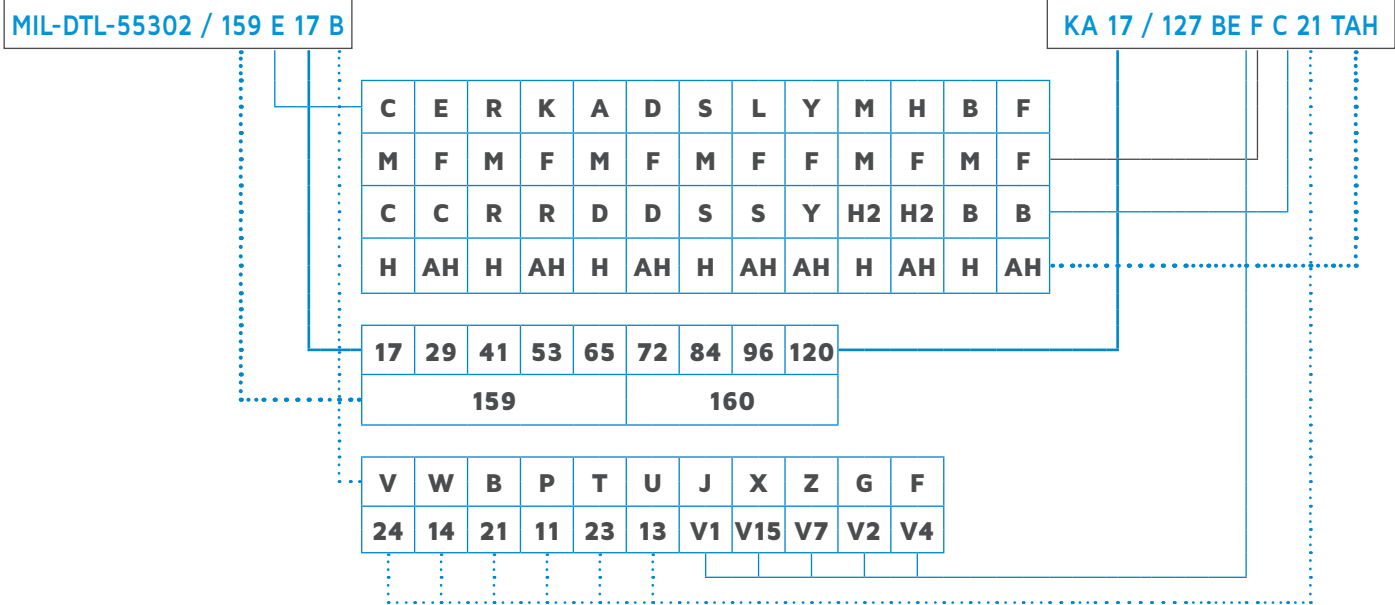 MIL-DTL-55302 / 159 E 17 B
KA 17 / 127 BE F C 21 TAH
C E R K A D S L Y M H B F
M F M F M F M F F M F M F
C C R R D D S S Y H2 H2 B B
H AH H AH H AH H AH AH H AH H AH
17 29 41 53 65 72 84 96 120
159 160
V W B P T U J X Z G F
24 14 21 11 23 13 V1 V15 V7 V2 V4